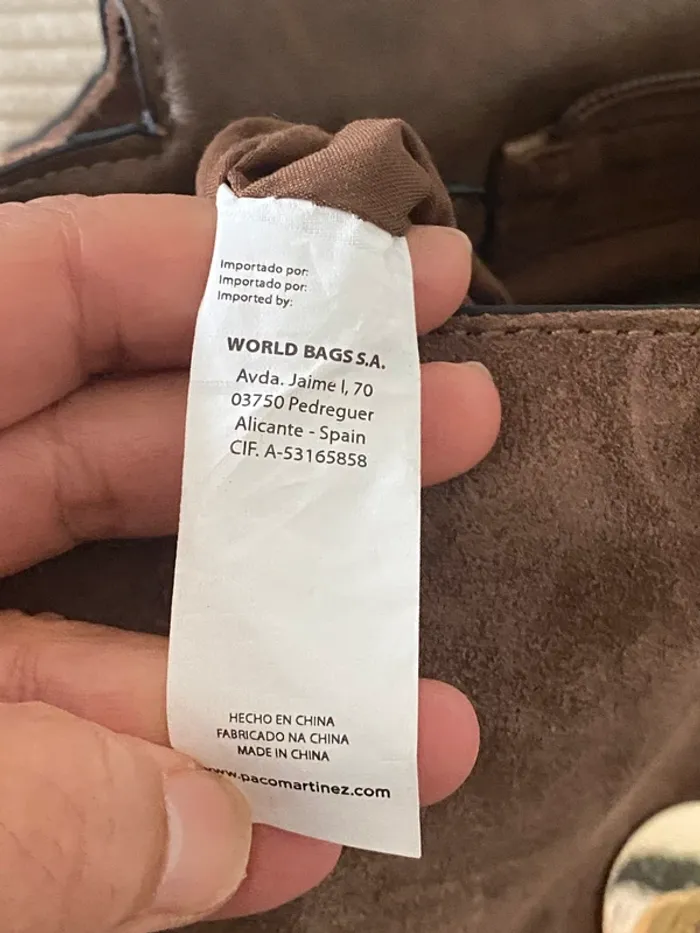 Importado por:
Importado por:
Imported by:
WORLD BAGS S.A.
Avda. Jaime I, 70
03750 Pedreguer
Alicante - Spain
CIF. A-53165858
HECHO EN CHINA
FABRICADO NA CHINA
MADE IN CHINA
www.pacomartinez.com